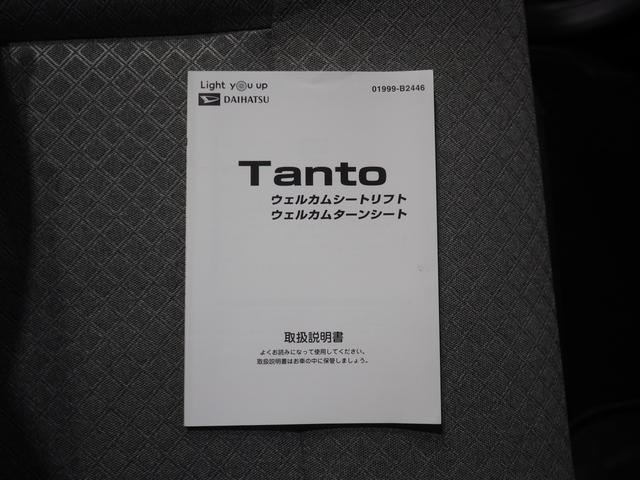 Light you up
DAIHATSU
01999-B2446
Tanto
ウェルカムシートリフト
ウェルカムターンシート
取扱説明書
よくお読みになって使用してください。
取扱説明書はお車の中に保管しましょう。